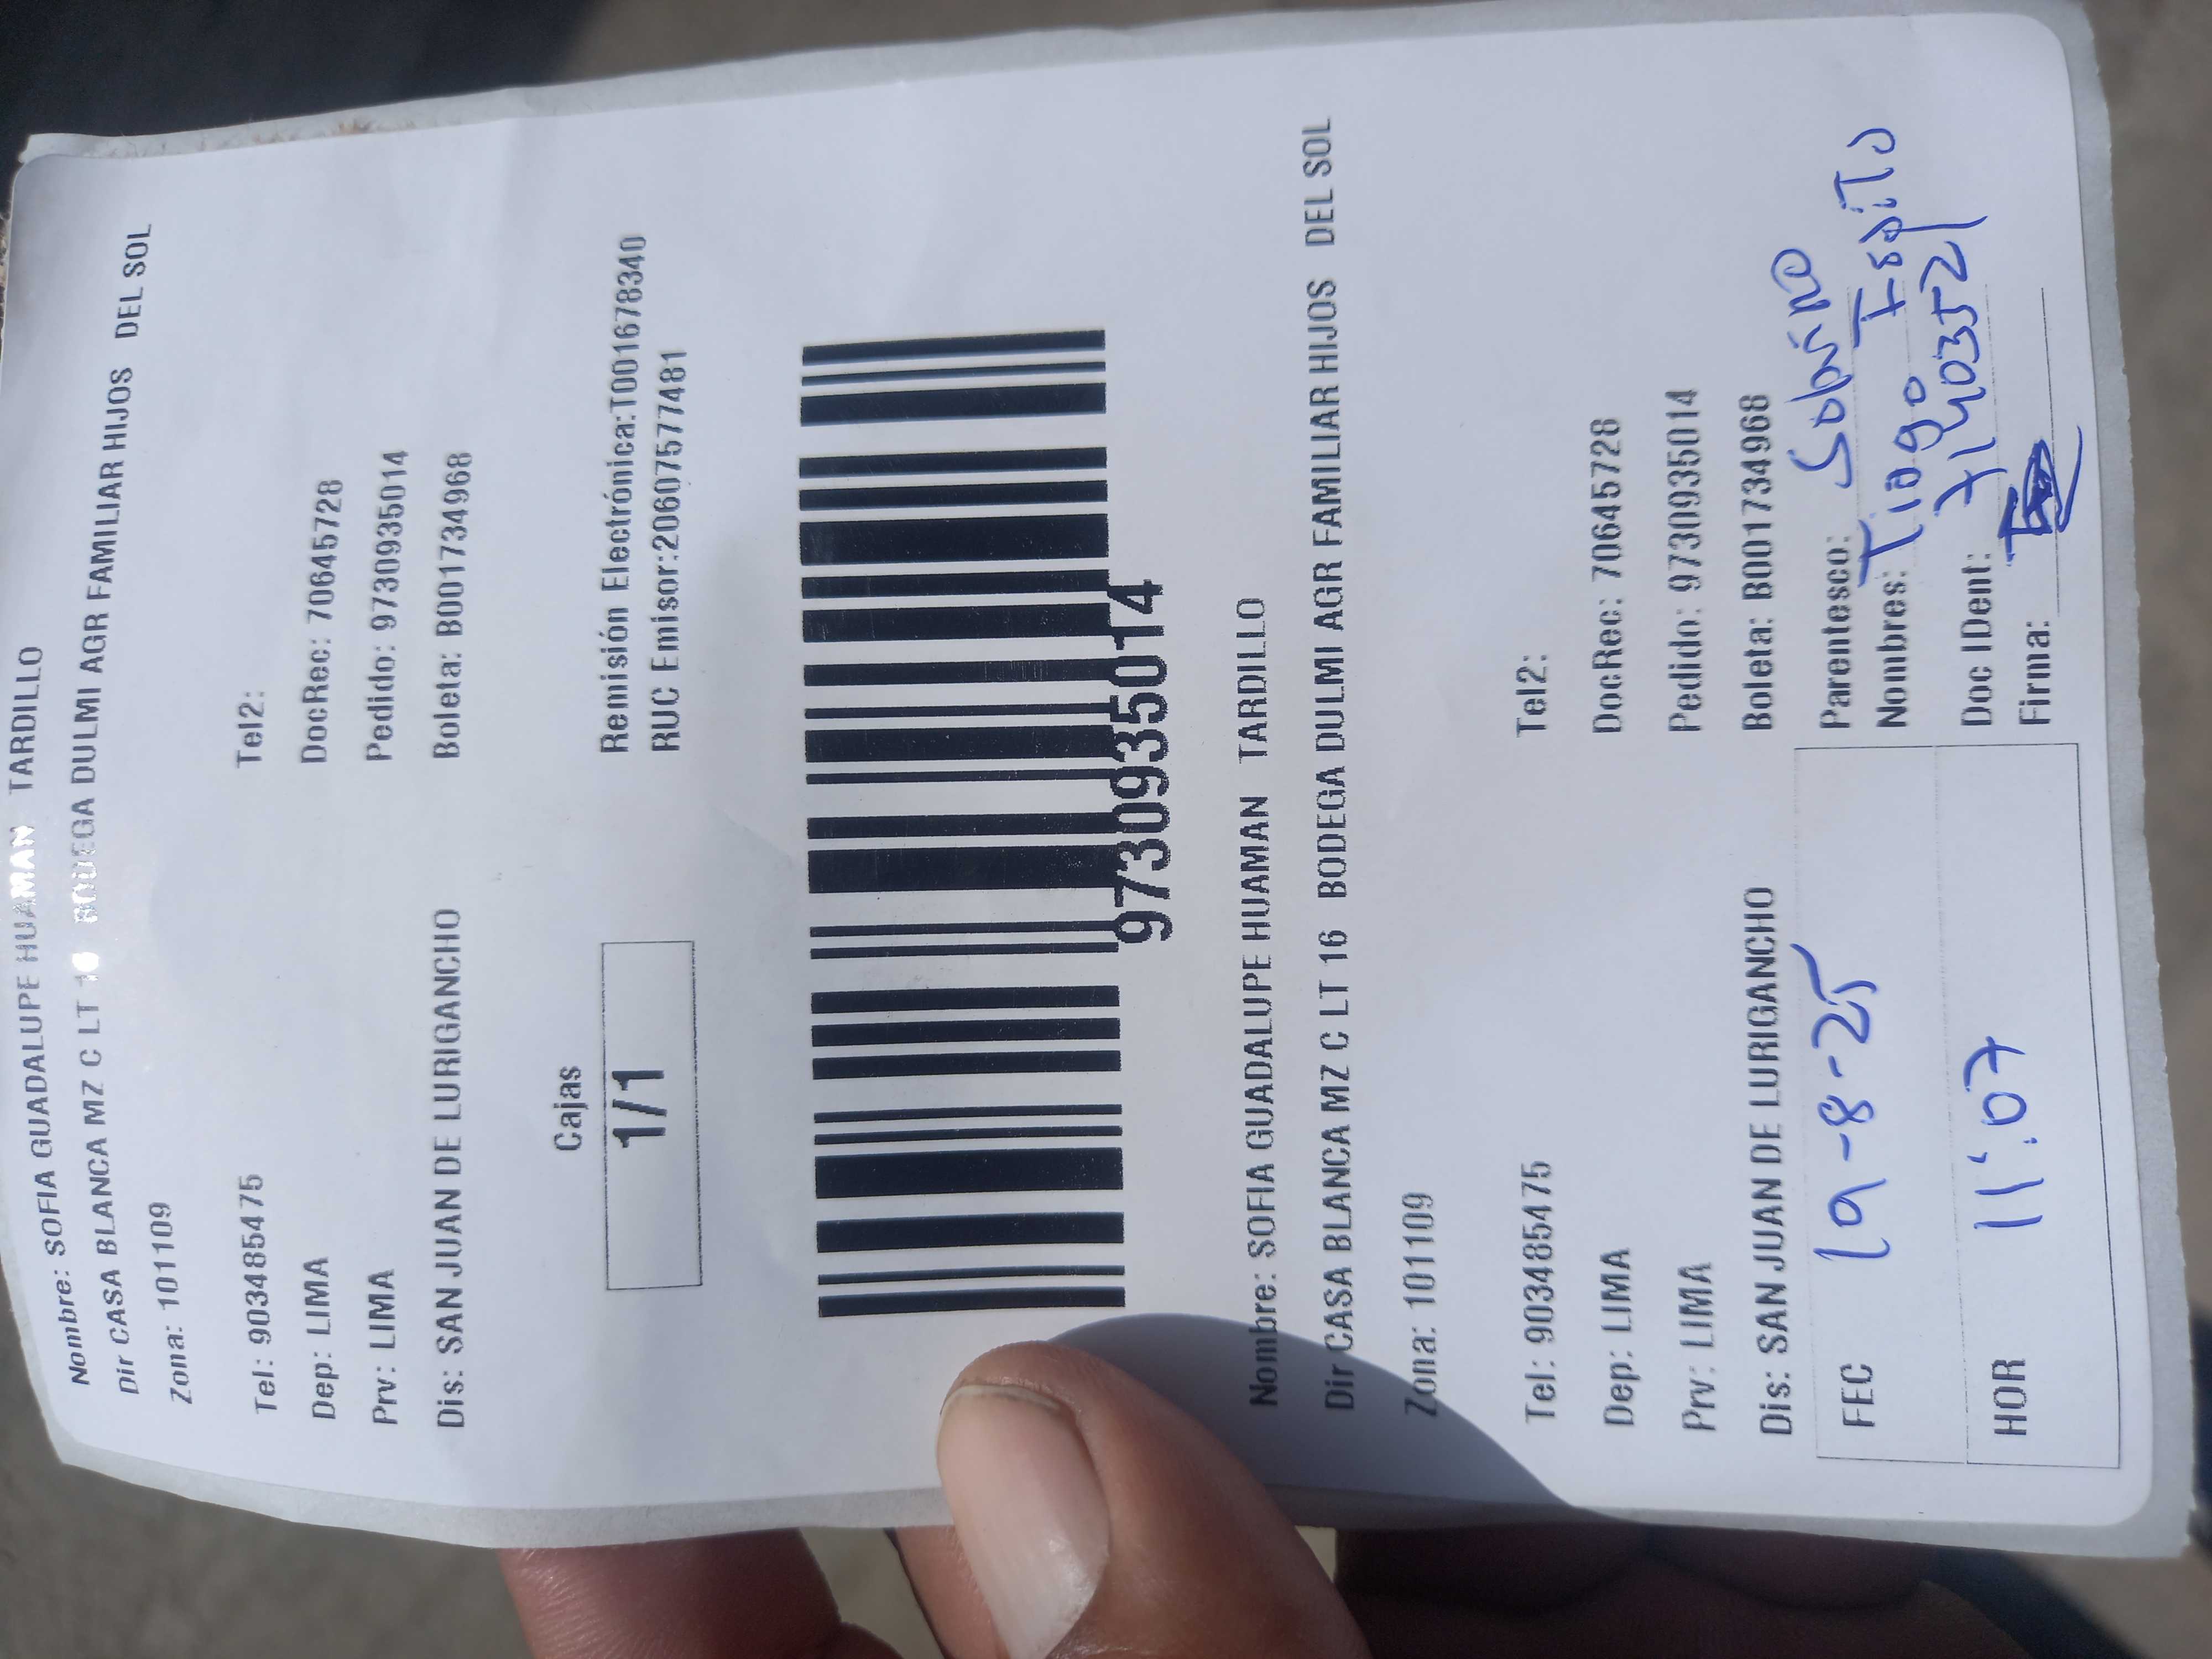 Nombre: SOFIA GUADALUPE HUAMAN TARDILLO
Dir CASA BLANCA MZ C LT 16 BODEGA DULMI AGR FAMILIAR HIJOS DEL SOL
Zona: 101109
Tel: 903485475 Tel2:
Dep: LIMA DocRec: 70645728
Prv: LIMA Pedido: 9730935014
Dis: SAN JUAN DE LURIGANCHO Boleta: B001734968
Cajas
1/1
Remisión Electrónica:T001678340
RUC Emisor:20607577481
9730935014
Nombre: SOFIA GUADALUPE HUAMAN TARDILLO
Dir CASA BLANCA MZ C LT 16 BODEGA DULMI AGR FAMILIAR HIJOS DEL SOL
Zona: 101109
Tel: 903485475 Tel2:
Dep: LIMA DocRec: 70645728
Prv: LIMA Pedido: 9730935014
Dis: SAN JUAN DE LURIGANCHO Boleta: B001734968
FEC 19-8-25
HOR 11:07
Parentesco: Sobrino
Nombres: Tiago
Doc IDent: 71403521
Firma: